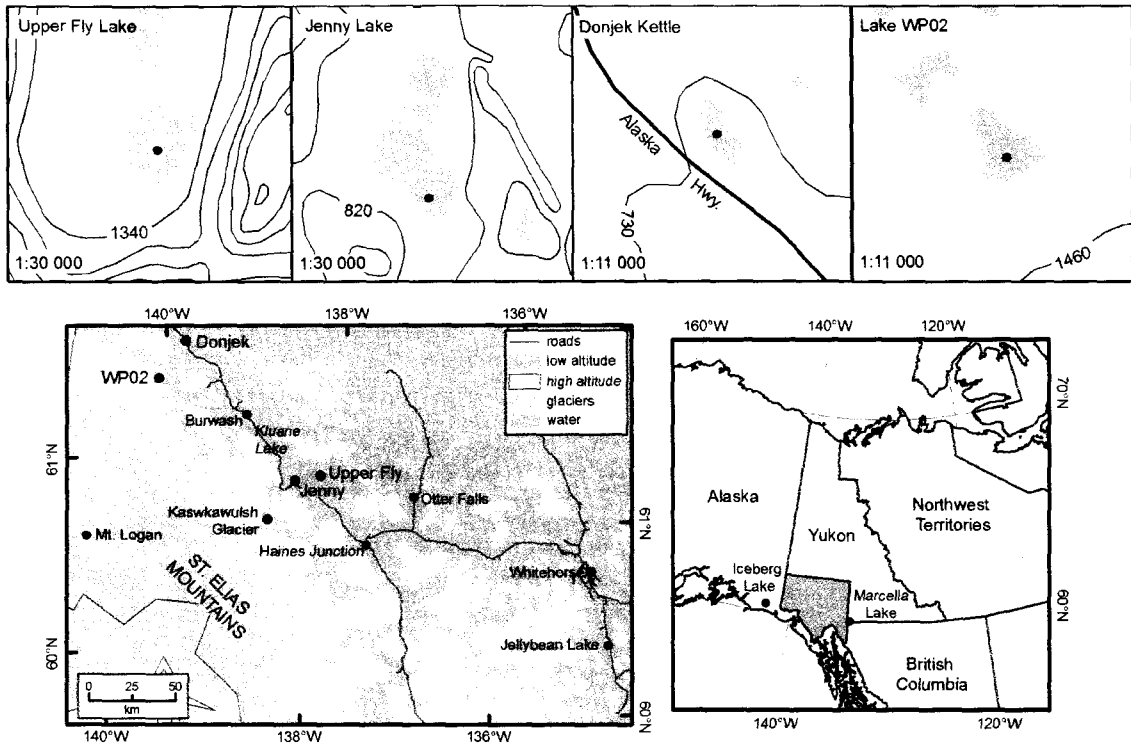 Upper Fly Lake
1340
1:30 000
Jenny Lake
820
1:30 000
Donjek Kettle
Alaska
Hwy.
730
1:11 000
Lake WP02
1:11 000
1460
140°W
138°W
136°W
Donjek
WP02
Burwash
Kluane
Lake
61°N
Upper Fly
Jenny
Otter Falls
Kaskawulsh
Glacier
Mt. Logan
Haines Junction
ST. ELIAS
MOUNTAINS
Whitehorse
61°N
Jellybean Lake
60°N
60°N
roads
low altitude
high altitude
glaciers
water
0 25 50
km
140°W
138°W
136°W
160°W
140°W
120°W
70°N
Alaska
Yukon
Northwest
Territories
Iceberg
Lake
Marcella
Lake
60°N
British
Columbia
140°W
120°W